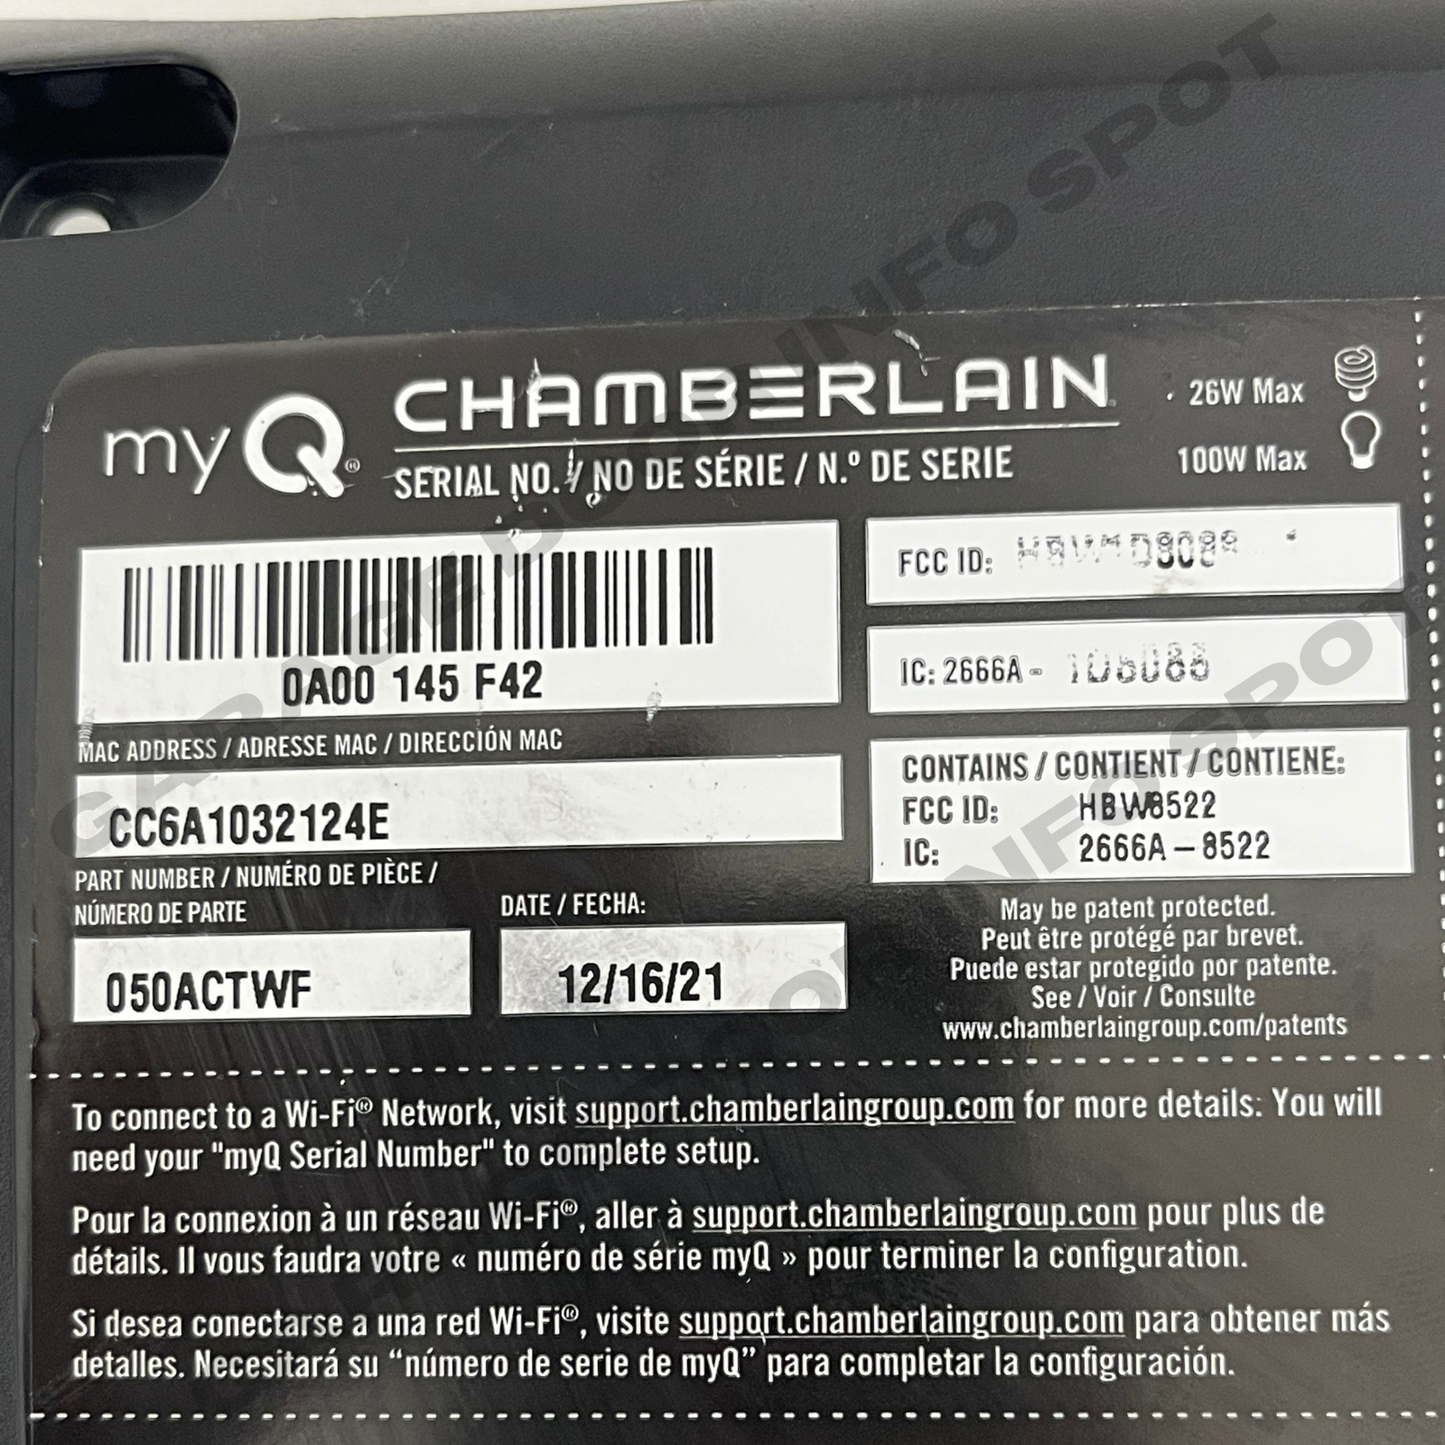 myQ® CHAMBERLAIN
SERIAL NO. / NO DE SÉRIE / N.º DE SERIE
26W Max
100W Max
0A00 145 F42
MAC ADDRESS / ADRESSE MAC / DIRECCIÓN MAC
CC6A1032124E
PART NUMBER / NUMÉRO DE PIÈCE /
NÚMERO DE PARTE
050ACTWF
DATE / FECHA:
12/16/21
FCC ID:
IC: 2666A -
CONTAINS / CONTIENT / CONTIENE:
FCC ID: HBW8522
IC: 2666A-8522
May be patent protected.
Peut être protégé par brevet.
Puede estar protegido por patente.
See / Voir / Consulte
www.chamberlaingroup.com/patents
To connect to a Wi-Fi® Network, visit support.chamberlaingroup.com for more details: You will
need your "myQ Serial Number" to complete setup.
Pour la connexion à un réseau Wi-Fi®, aller à support.chamberlaingroup.com pour plus de
détails. Il vous faudra votre « numéro de série myQ » pour terminer la configuration.
Si desea conectarse a una red Wi-Fi®, visite support.chamberlaingroup.com para obtener más
detalles. Necesitará su “número de serie de myQ” para completar la configuración.
GARAGE DOOR INFO SPOT
INFO SPOT